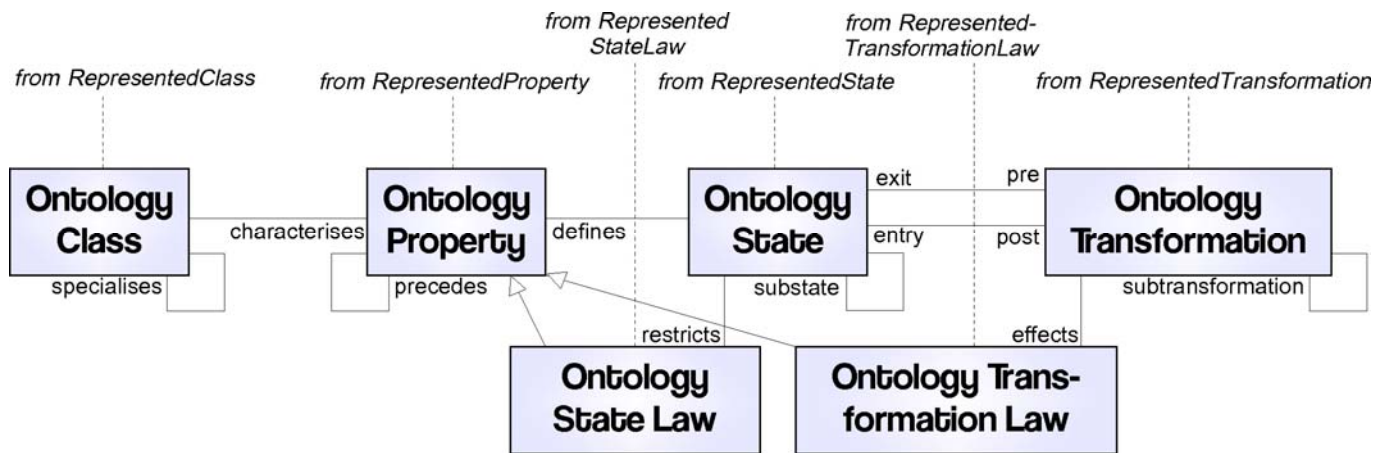 from Represented
StateLaw
from Represented-
TransformationLaw
from RepresentedClass
from RepresentedProperty
from RepresentedState
from RepresentedTransformation
Ontology
Class
characterises
specialises
Ontology
Property
precedes
defines
Ontology
State
substate
exit
pre
entry
post
Ontology
Transformation
subtransformation
restricts
effects
Ontology
State Law
Ontology Trans-
formation Law